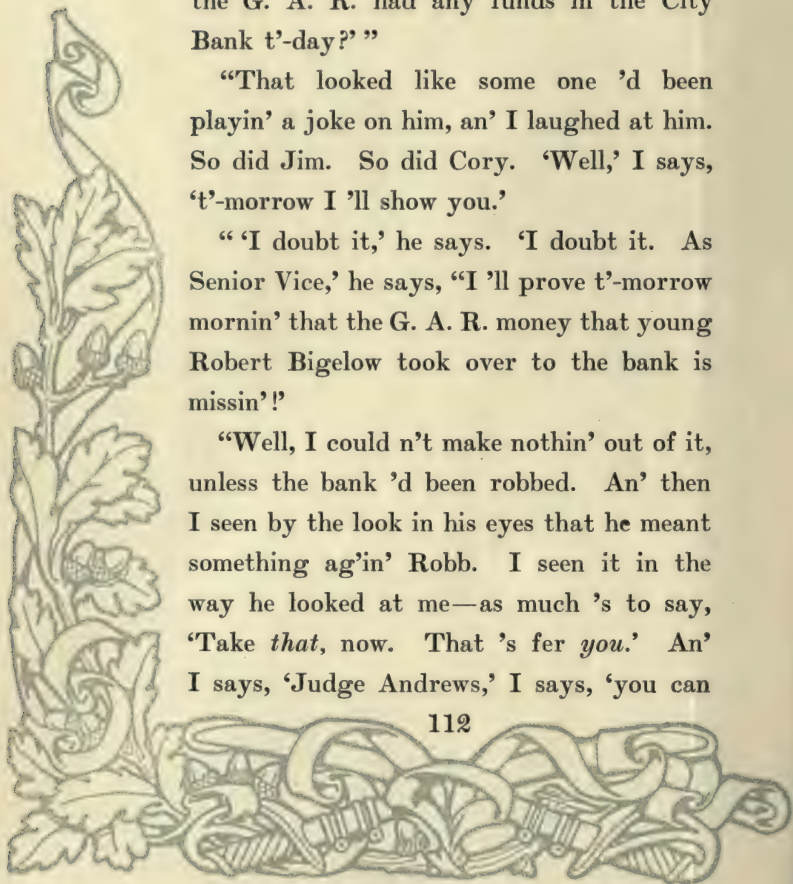 the G. A. R. had any funds in the City
Bank t’-day?’ ”
“That looked like some one ’d been
playin’ a joke on him, an’ I laughed at him.
So did Jim. So did Cory. ‘Well,’ I says,
‘t’-morrow I ’ll show you.’
“ ‘I doubt it,’ he says. ‘I doubt it. As
Senior Vice,’ he says, “I ’ll prove t’-morrow
mornin’ that the G. A. R. money that young
Robert Bigelow took over to the bank is
missin’!’
“Well, I could n’t make nothin’ out of it,
unless the bank ’d been robbed. An’ then
I seen by the look in his eyes that he meant
something ag’in’ Robb. I seen it in the
way he looked at me—as much ’s to say,
‘Take that, now. That ’s fer you.’ An’
I says, ‘Judge Andrews,’ I says, ‘you can
112